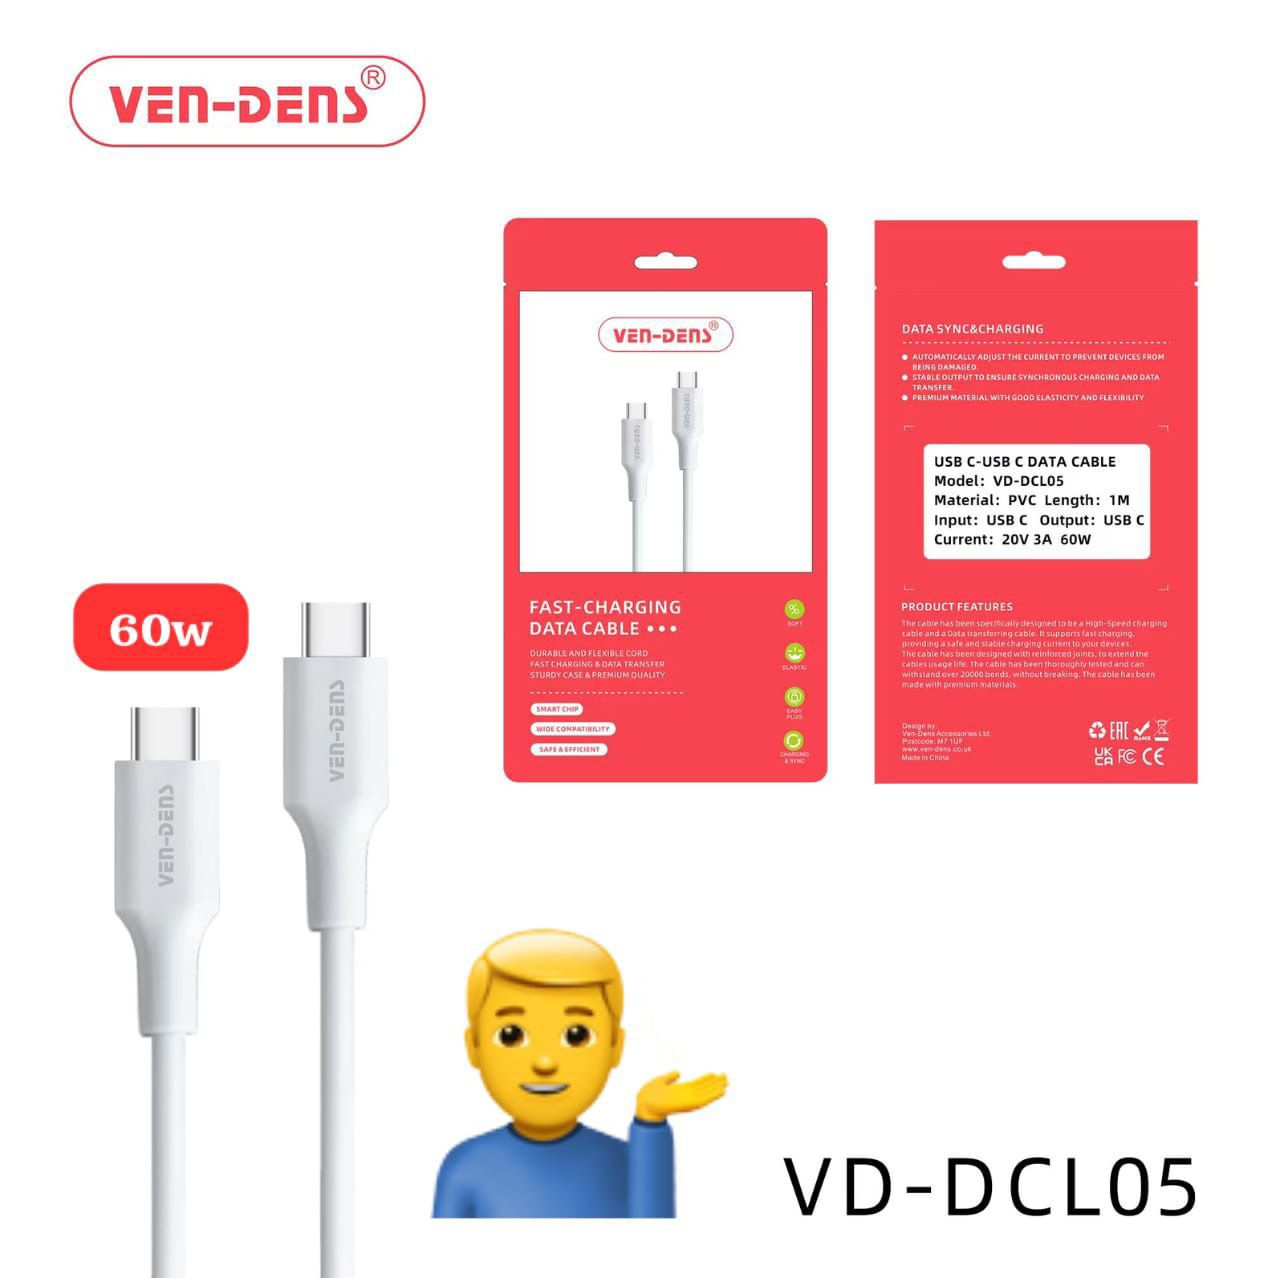 VEN-DENS®
VEN-DENS®
VEN-DENS
VEN-DENS
FAST-CHARGING
DATA CABLE •••
DURABLE AND FLEXIBLE CORD
FAST CHARGING & DATA TRANSFER
STURDY CASE & PREMIUM QUALITY
SMART CHIP
WIDE COMPATIBILITY
SAFE & EFFICIENT
SOFT
ELASTIC
EASY
PLUG
CHARGING
& SYNC
DATA SYNC&CHARGING
● AUTOMATICALLY ADJUST THE CURRENT TO PREVENT DEVICES FROM
BEING DAMAGED.
● STABLE OUTPUT TO ENSURE SYNCHRONOUS CHARGING AND DATA
TRANSFER.
● PREMIUM MATERIAL WITH GOOD ELASTICITY AND FLEXIBILITY
USB C-USB C DATA CABLE
Model: VD-DCL05
Material: PVC Length: 1M
Input: USB C Output: USB C
Current: 20V 3A 60W
PRODUCT FEATURES
The cable has been specifically designed to be a High-Speed charging
cable and a Data transferring cable. It supports fast charging,
providing a safe and stable charging current to your devices.
The cable has been designed with reinforced joints, to extend the
cables usage life. The cable has been thoroughly tested and can
withstand over 20000 bends, without breaking. The cable has been
made with premium materials.
Design by:
Ven-Dens Accessories Ltd.
Postcode: M7 1UF
www.ven-dens.co.uk
Made in China
EAC RoHS
UK
CA FC CE
60w
VEN-DENS
VEN-DENS
VD-DCL05